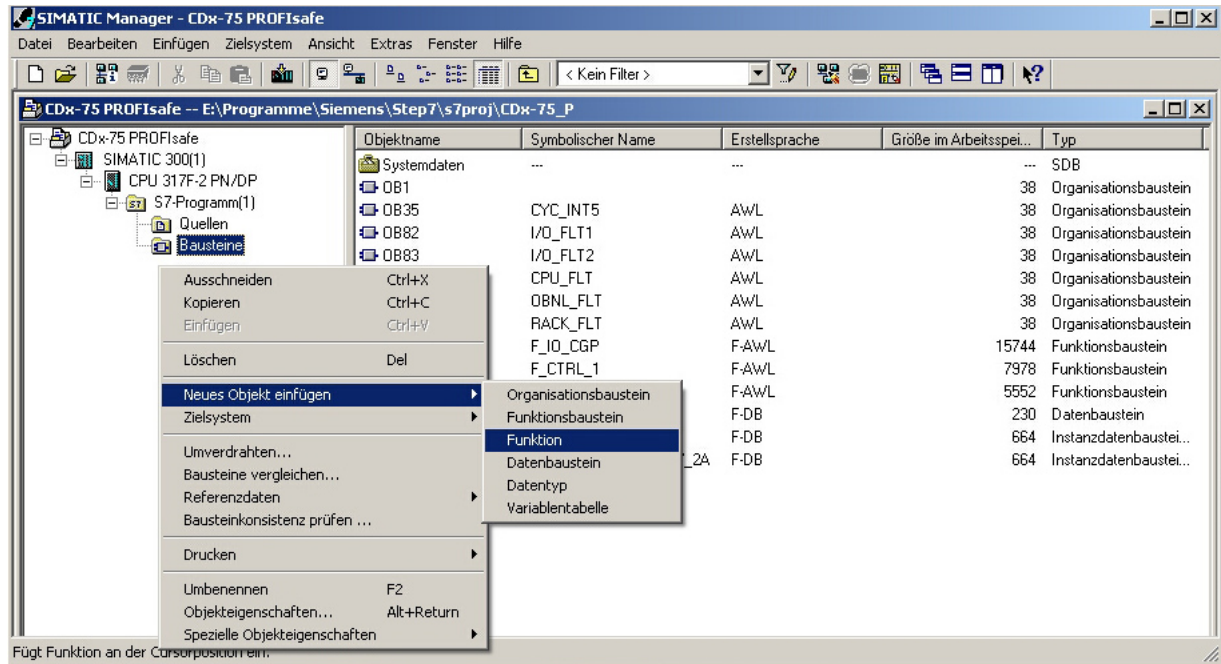 SIMATIC Manager - CDx-75 PROFIsafe
Datei Bearbeiten Einfügen Zielsystem Ansicht Extras Fenster Hilfe
< Kein Filter >
CDx-75 PROFIsafe -- E:\Programme\Siemens\Step7\s7proj\CDx-75_P
CDx-75 PROFIsafe
SIMATIC 300(1)
CPU 317F-2 PN/DP
S7-Programm(1)
Quellen
Bausteine
Objektname Symbolischer Name Erstellsprache Größe im Arbeitsspei... Typ
Systemdaten --- --- --- SDB
OB1 38 Organisationsbaustein
OB35 CYC_INT5 AWL 38 Organisationsbaustein
OB82 I/O_FLT1 AWL 38 Organisationsbaustein
OB83 I/O_FLT2 AWL 38 Organisationsbaustein
CPU_FLT AWL 38 Organisationsbaustein
OBNL_FLT AWL 38 Organisationsbaustein
RACK_FLT AWL 38 Organisationsbaustein
F_IO_CGP F-AWL 15744 Funktionsbaustein
F_CTRL_1 F-AWL 7978 Funktionsbaustein
F-AWL 5552 Funktionsbaustein
F-DB 230 Datenbaustein
F-DB 664 Instanzdatenbaustei...
_2A F-DB 664 Instanzdatenbaustei...
Ausschneiden Ctrl+X
Kopieren Ctrl+C
Einfügen Ctrl+V
Löschen Del
Neues Objekt einfügen
Zielsystem
Umverdrahten...
Bausteine vergleichen...
Referenzdaten
Bausteinkonsistenz prüfen ...
Drucken
Umbenennen F2
Objekteigenschaften... Alt+Return
Spezielle Objekteigenschaften
Organisationsbaustein
Funktionsbaustein
Funktion
Datenbaustein
Datentyp
Variablentabelle
Fügt Funktion an der Cursorposition ein.